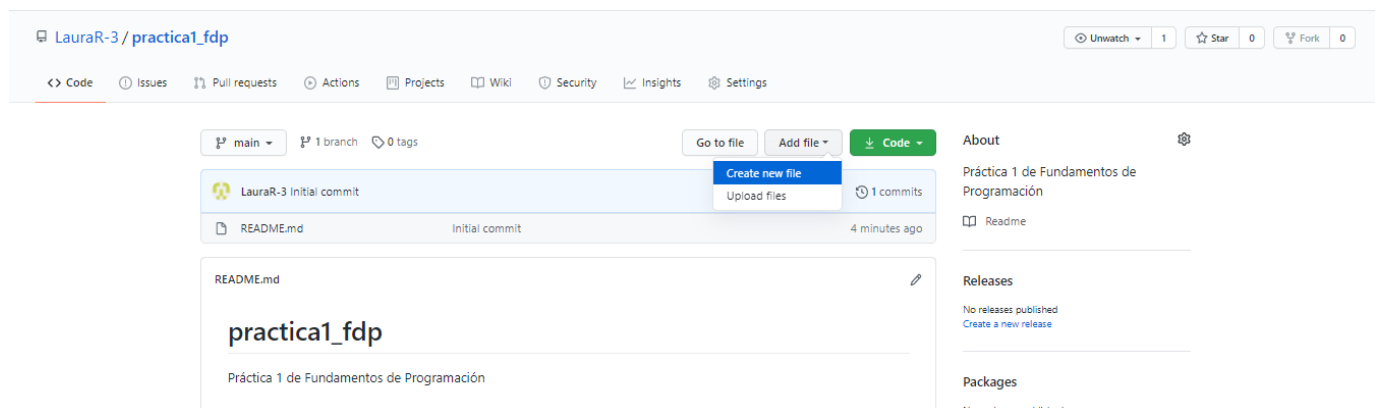 LauraR-3 / practica1_fdp
Unwatch 1 Star 0 Fork 0
<> Code Issues Pull requests Actions Projects Wiki Security Insights Settings
main 1 branch 0 tags Go to file Add file Code
Create new file
Upload files
LauraR-3 Initial commit 1 commits
README.md Initial commit 4 minutes ago
README.md
practica1_fdp
Práctica 1 de Fundamentos de Programación
About
Práctica 1 de Fundamentos de
Programación
Readme
Releases
No releases published
Create a new release
Packages